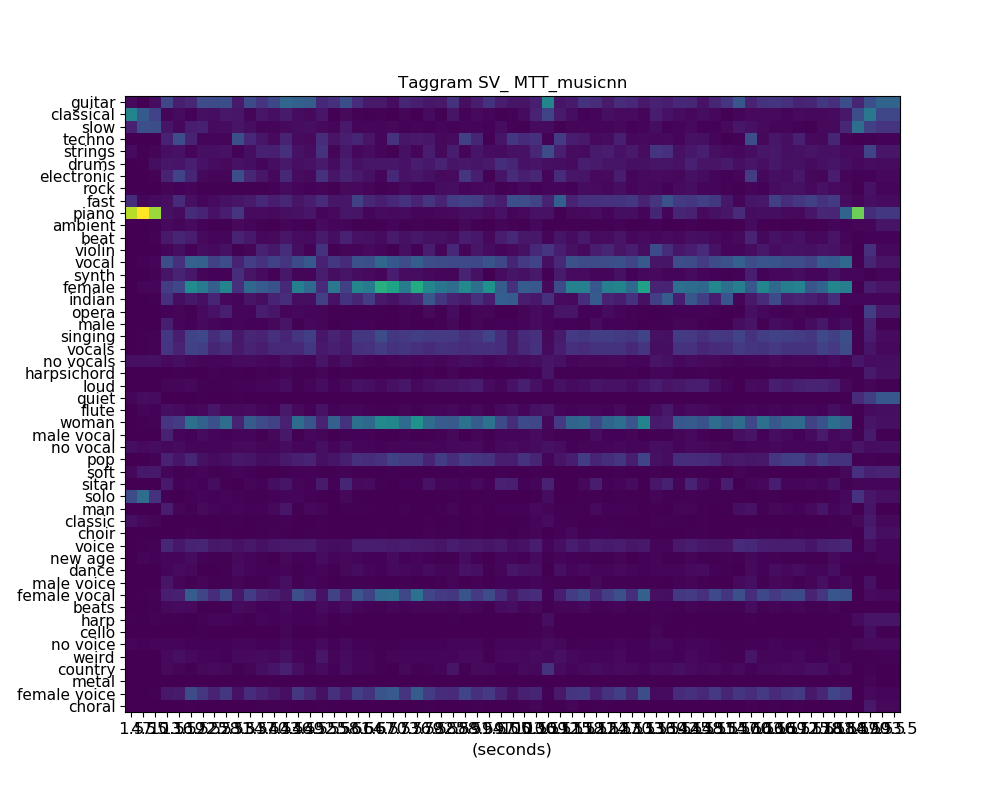 Taggram SV_ MTT_musicnn
guitar
classical
slow
techno
strings
drums
electronic
rock
fast
piano
ambient
beat
violin
vocal
synth
female
indian
opera
male
singing
vocals
no vocals
harpsichord
loud
quiet
flute
woman
male vocal
no vocal
pop
soft
sitar
solo
man
classic
choir
voice
new age
dance
male voice
female vocal
beats
harp
cello
no voice
weird
country
metal
female voice
choral
(seconds)